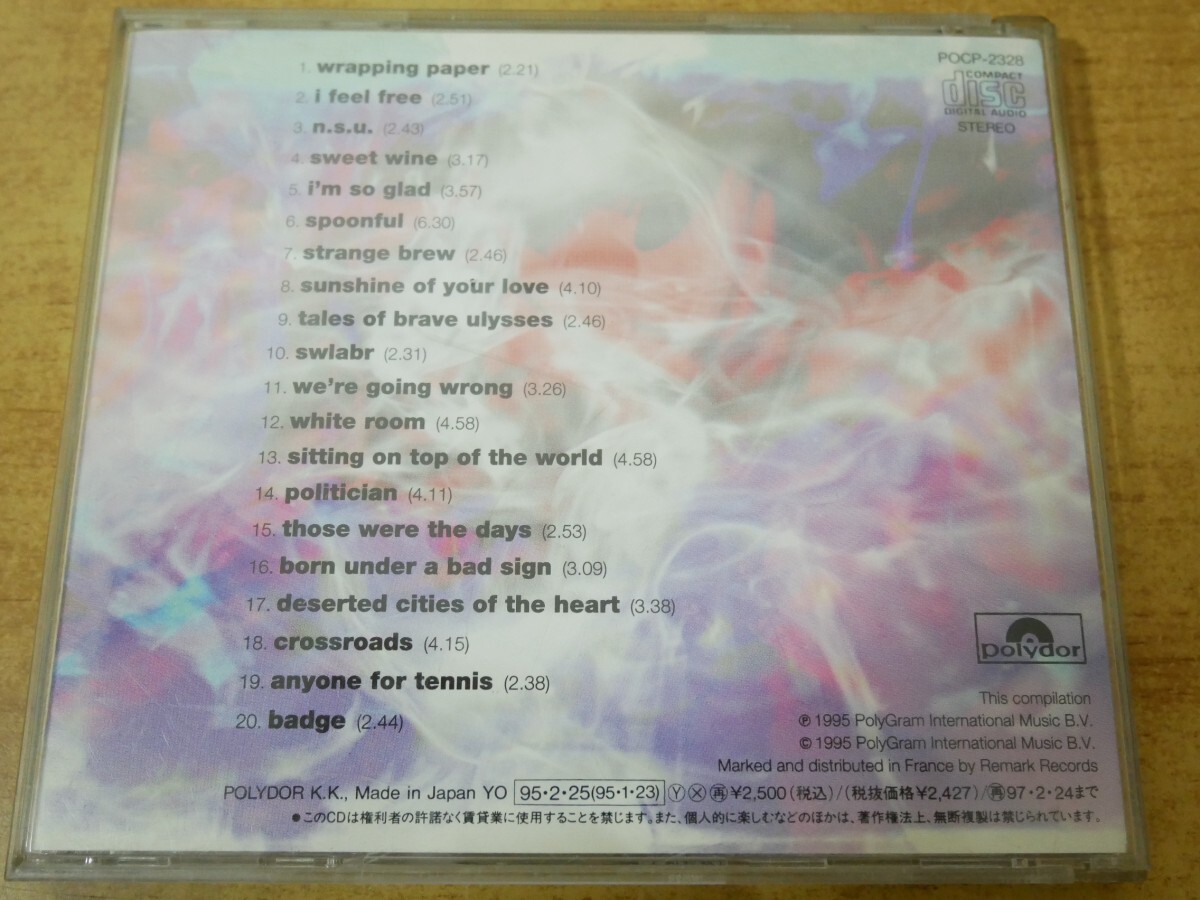 1. wrapping paper (2.21)
2. i feel free (2.51)
3. n.s.u. (2.43)
4. sweet wine (3.17)
5. i'm so glad (3.57)
6. spoonful (6.30)
7. strange brew (2.46)
8. sunshine of your love (4.10)
9. tales of brave ulysses (2.46)
10. swlabr (2.31)
11. we're going wrong (3.26)
12. white room (4.58)
13. sitting on top of the world (4.58)
14. politician (4.11)
15. those were the days (2.53)
16. born under a bad sign (3.09)
17. deserted cities of the heart (3.38)
18. crossroads (4.15)
19. anyone for tennis (2.38)
20. badge (2.44)
POCP-2328
COMPACT
disc
DIGITAL AUDIO
STEREO
polydor
This compilation
℗ 1995 PolyGram International Music B.V.
© 1995 PolyGram International Music B.V.
Marked and distributed in France by Remark Records
POLYDOR K.K., Made in Japan YO 95・2・25(95・1・23) Ⓨ Ⓧ ㋐再 ¥2,500(税込)/(税抜価格¥2,427)/再97・2・24まで
●このCDは権利者の許諾なく賃貸業に使用することを禁じます。また、個人的に楽しむなどのほかは、著作権法上、無断複製は禁じられています。